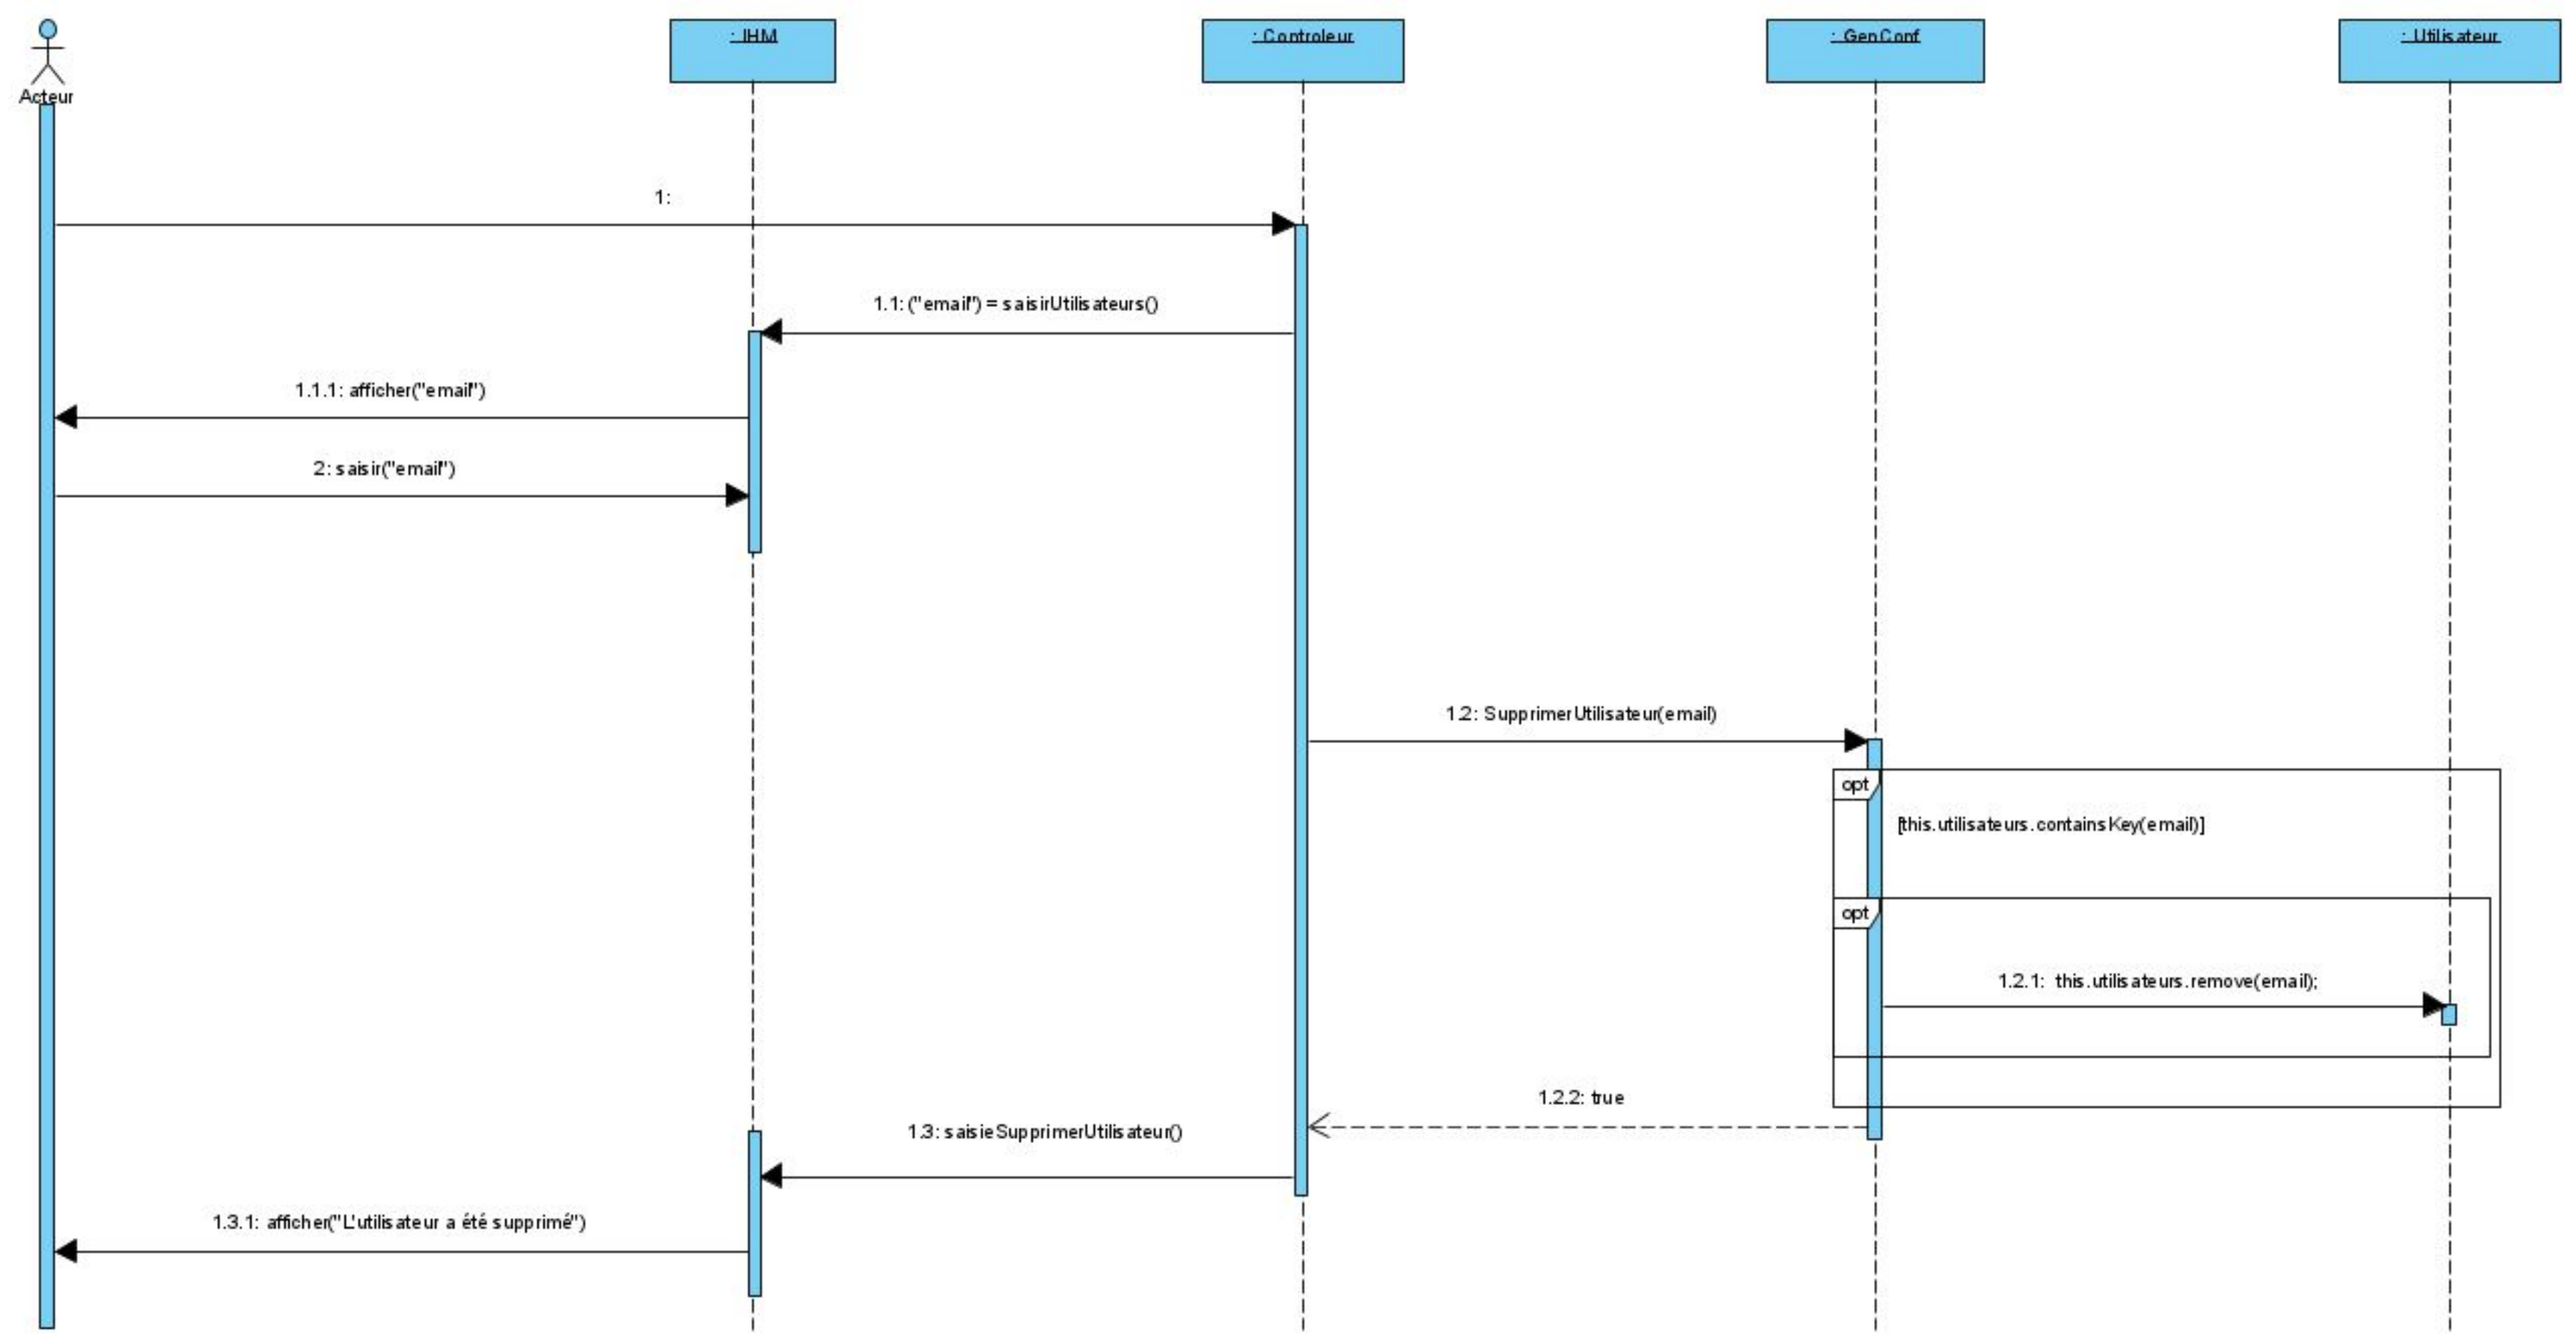 : IHM
: Controleur
: GenConf
: Utilisateur
Acteur
1:
1.1: ("email") = saisirUtilisateurs()
1.1.1: afficher("email")
2: saisir("email")
1.2: SupprimerUtilisateur(email)
opt
[this.utilisateurs.containsKey(email)]
opt
1.2.1: this.utilisateurs.remove(email);
1.2.2: true
1.3: saisieSupprimerUtilisateur()
1.3.1: afficher("L'utilisateur a été supprimé")